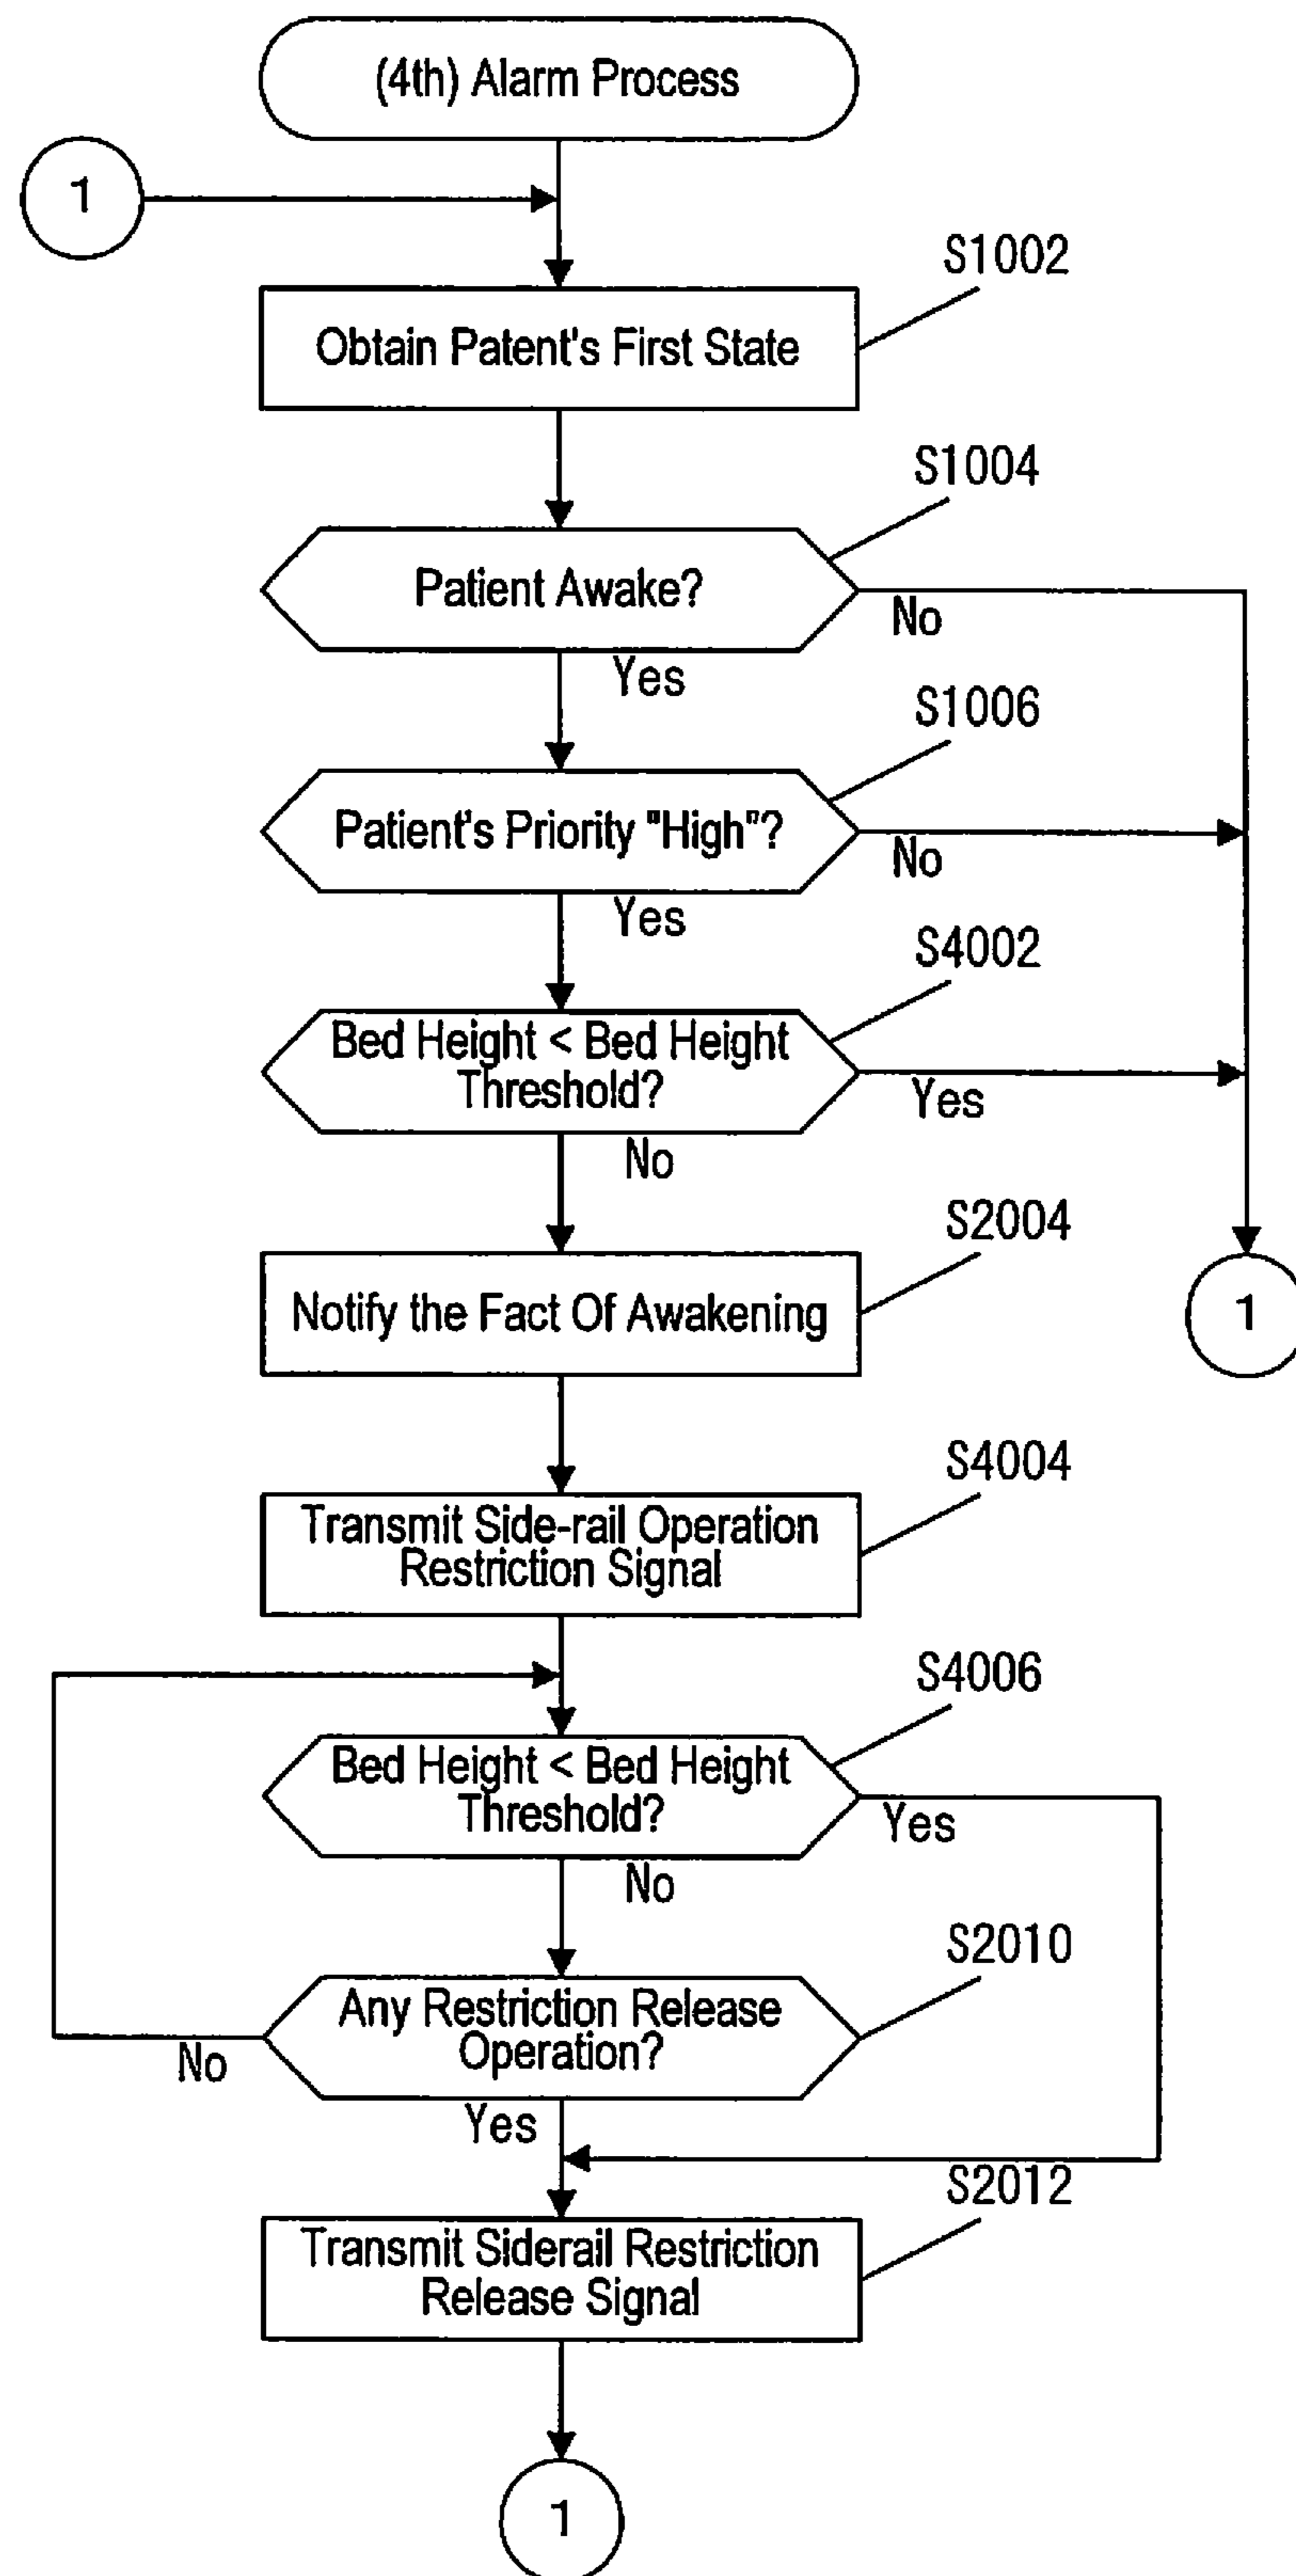 (4th) Alarm Process
1
S1002
Obtain Patent's First State
S1004
Patient Awake?
No
Yes
S1006
Patient's Priority "High"?
No
Yes
S4002
Bed Height < Bed Height
Threshold?
Yes
No
S2004
Notify the Fact Of Awakening
1
S4004
Transmit Side-rail Operation
Restriction Signal
S4006
Bed Height < Bed Height
Threshold?
Yes
No
S2010
Any Restriction Release
Operation?
No
Yes
S2012
Transmit Siderail Restriction
Release Signal
1